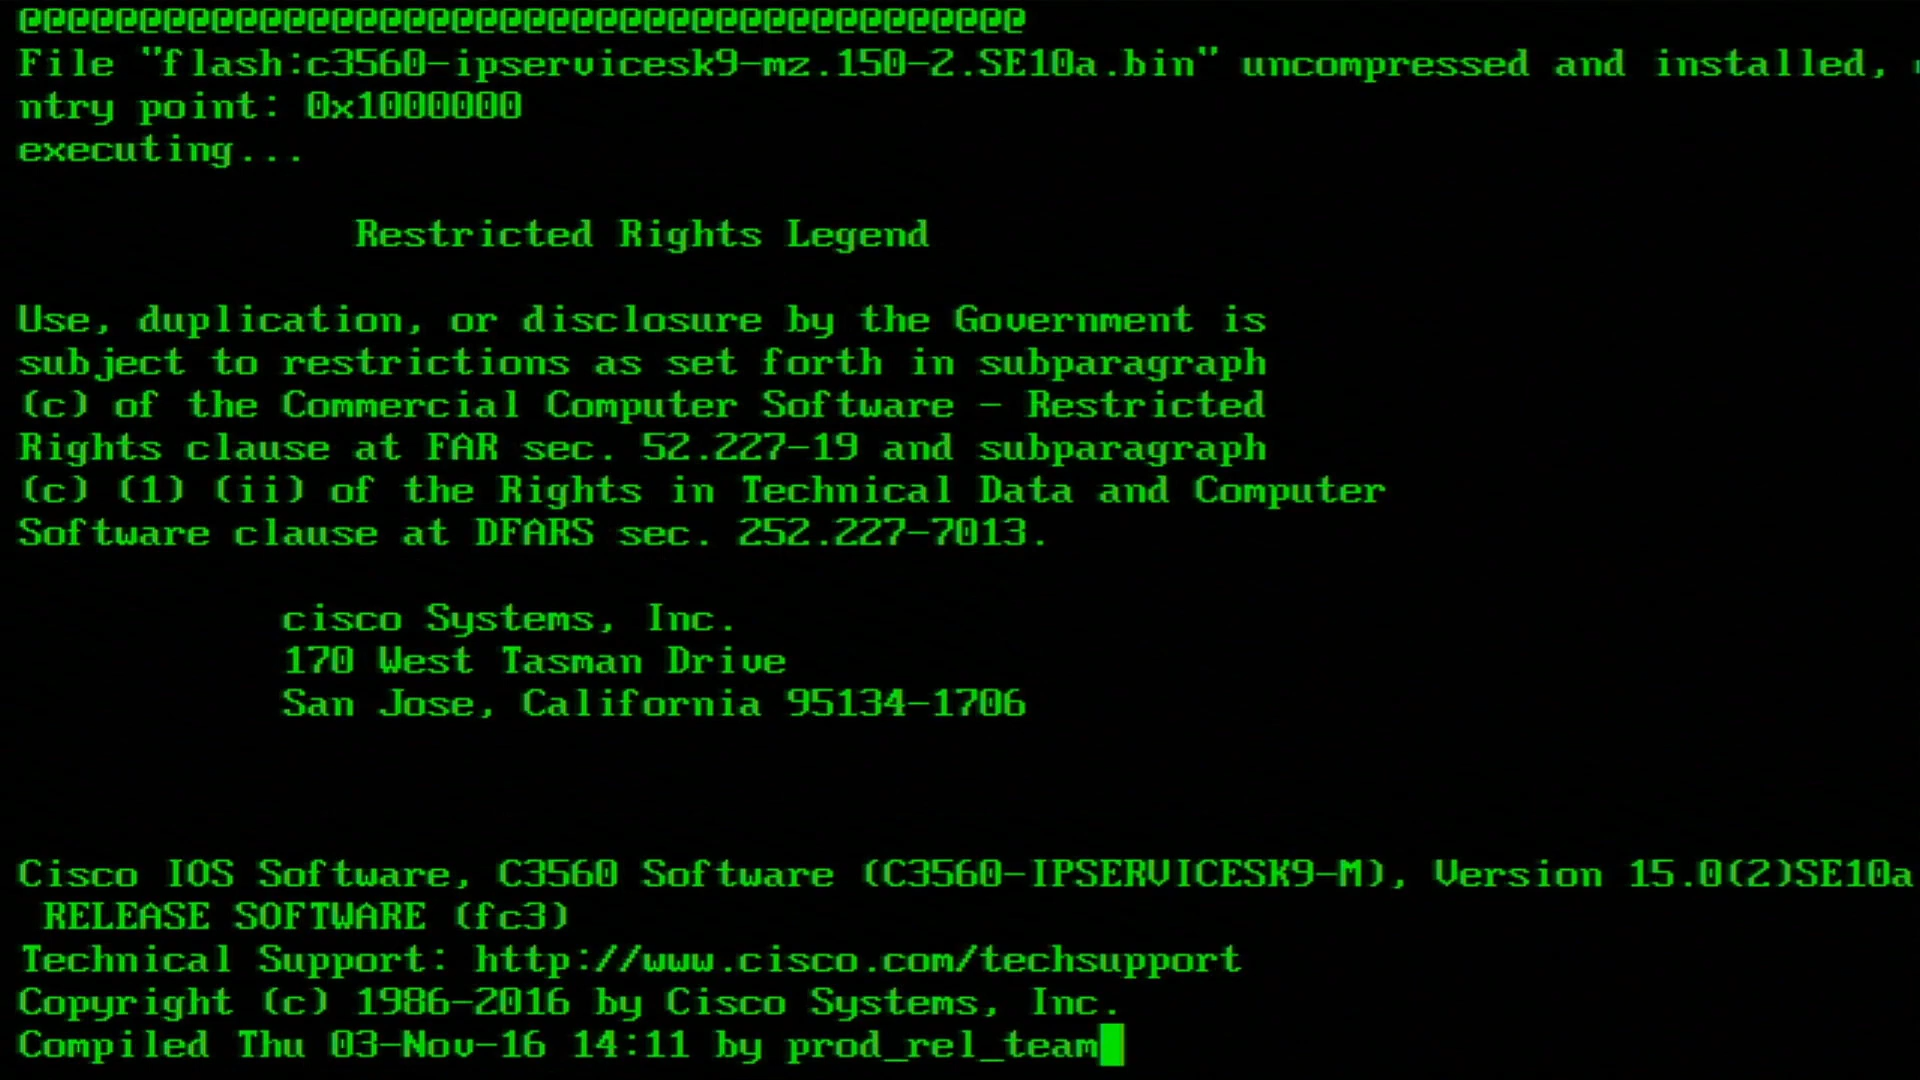 @@@@@@@@@@@@@@@@@@@@@@@@@@@@@@@@@@@@@@@@@@
File "flash:c3560-ipservicesk9-mz.150-2.SE10a.bin" uncompressed and installed,
ntry point: 0x1000000
executing...
Restricted Rights Legend
Use, duplication, or disclosure by the Government is
subject to restrictions as set forth in subparagraph
(c) of the Commercial Computer Software - Restricted
Rights clause at FAR sec. 52.227-19 and subparagraph
(c) (1) (ii) of the Rights in Technical Data and Computer
Software clause at DFARS sec. 252.227-7013.
cisco Systems, Inc.
170 West Tasman Drive
San Jose, California 95134-1706
Cisco IOS Software, C3560 Software (C3560-IPSERVICESK9-M), Version 15.0(2)SE10a
RELEASE SOFTWARE (fc3)
Technical Support: http://www.cisco.com/techsupport
Copyright (c) 1986-2016 by Cisco Systems, Inc.
Compiled Thu 03-Nov-16 14:11 by prod_rel_team